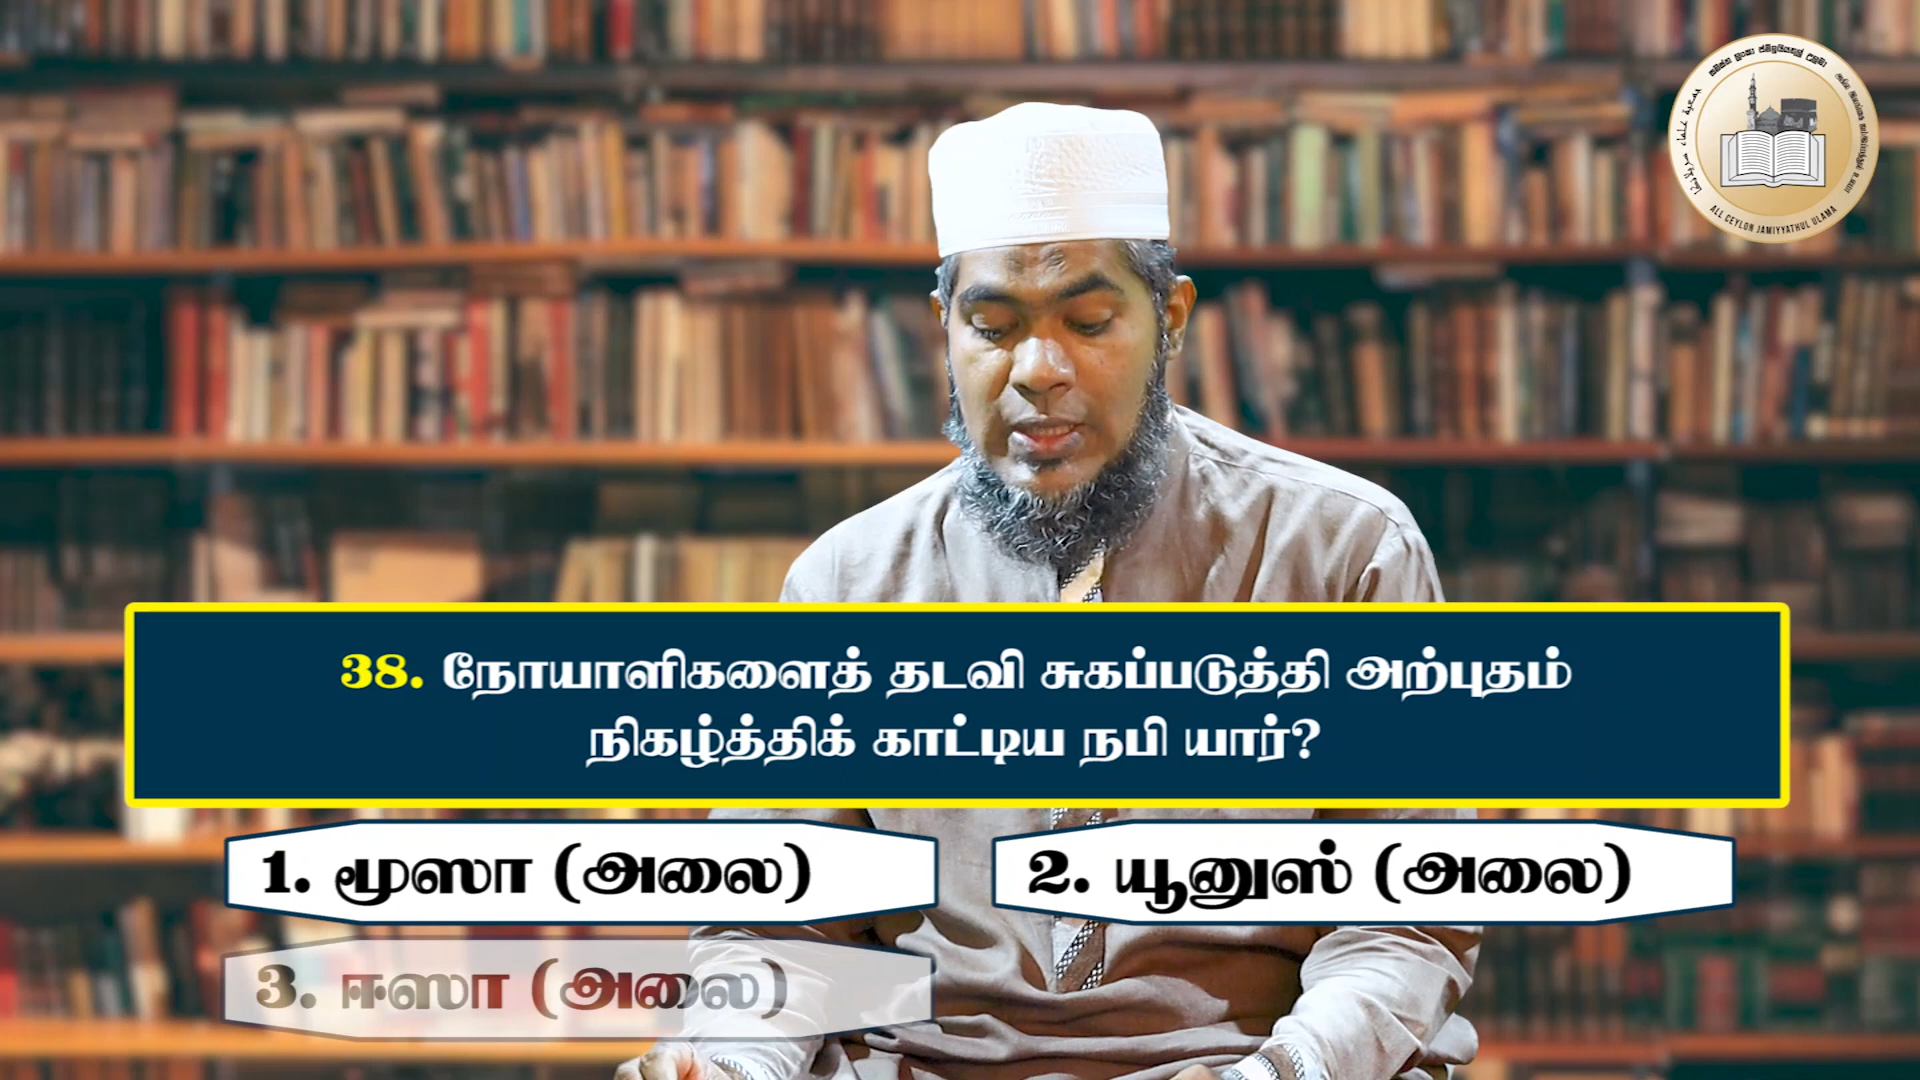 38. நோயாளிகளைத் தடவி சுகப்படுத்தி அற்புதம்
நிகழ்த்திக் காட்டிய நபி யார்?
1. மூஸா (அலை)
2. யூனுஸ் (அலை)
3. ஈஸா (அலை)
ALL CEYLON JAMIYYATHUL ULAMA